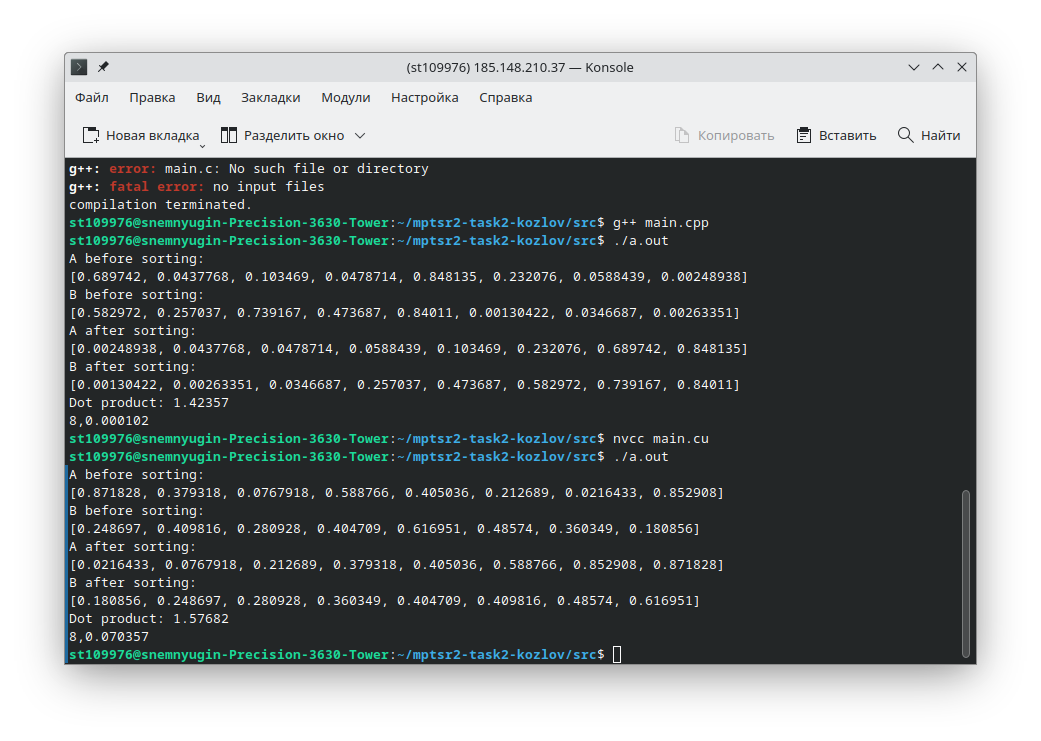 (st109976) 185.148.210.37 — Konsole
Файл Правка Вид Закладки Модули Настройка Справка
Новая вкладка Разделить окно Копировать Вставить Найти
g++: error: main.c: No such file or directory
g++: fatal error: no input files
compilation terminated.
st109976@snemnyugin-Precision-3630-Tower:~/mptsr2-task2-kozlov/src$ g++ main.cpp
st109976@snemnyugin-Precision-3630-Tower:~/mptsr2-task2-kozlov/src$ ./a.out
A before sorting:
[0.689742, 0.0437768, 0.103469, 0.0478714, 0.848135, 0.232076, 0.0588439, 0.00248938]
B before sorting:
[0.582972, 0.257037, 0.739167, 0.473687, 0.84011, 0.00130422, 0.0346687, 0.00263351]
A after sorting:
[0.00248938, 0.0437768, 0.0478714, 0.0588439, 0.103469, 0.232076, 0.689742, 0.848135]
B after sorting:
[0.00130422, 0.00263351, 0.0346687, 0.257037, 0.473687, 0.582972, 0.739167, 0.84011]
Dot product: 1.42357
8,0.000102
st109976@snemnyugin-Precision-3630-Tower:~/mptsr2-task2-kozlov/src$ nvcc main.cu
st109976@snemnyugin-Precision-3630-Tower:~/mptsr2-task2-kozlov/src$ ./a.out
A before sorting:
[0.871828, 0.379318, 0.0767918, 0.588766, 0.405036, 0.212689, 0.0216433, 0.852908]
B before sorting:
[0.248697, 0.409816, 0.280928, 0.404709, 0.616951, 0.48574, 0.360349, 0.180856]
A after sorting:
[0.0216433, 0.0767918, 0.212689, 0.379318, 0.405036, 0.588766, 0.852908, 0.871828]
B after sorting:
[0.180856, 0.248697, 0.280928, 0.360349, 0.404709, 0.409816, 0.48574, 0.616951]
Dot product: 1.57682
8,0.070357
st109976@snemnyugin-Precision-3630-Tower:~/mptsr2-task2-kozlov/src$